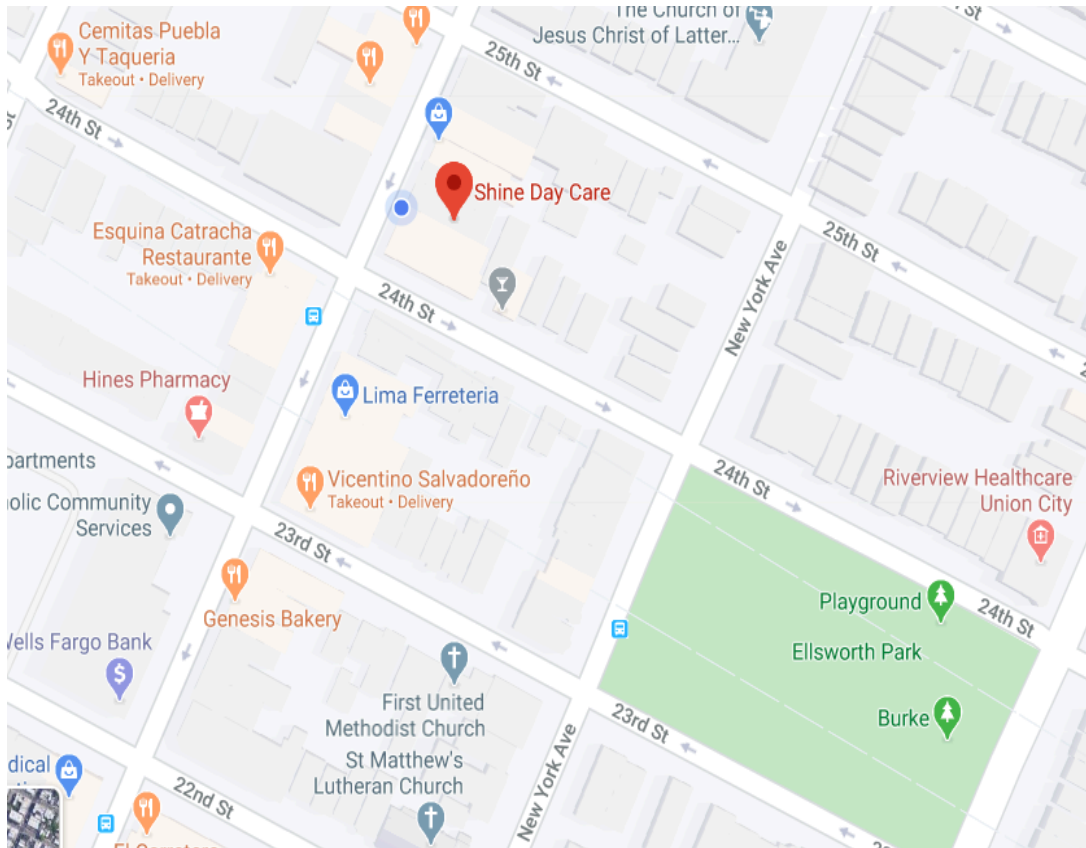 The Church of
Jesus Christ of Latter...
St
Cemitas Puebla
Y Taqueria
Takeout • Delivery
25th St
24th St
Shine Day Care
Esquina Catracha
Restaurante
Takeout • Delivery
25th St
New York Ave
24th St
Hines Pharmacy
Lima Ferreteria
partments
24th St
Riverview Healthcare
Union City
Vicentino Salvadoreño
Takeout • Delivery
olic Community
Services
23rd St
Playground
24th St
Genesis Bakery
Ellsworth Park
Wells Fargo Bank
First United
Methodist Church
Burke
23rd St
St Matthew's
Lutheran Church
dical
22nd St
New York Ave